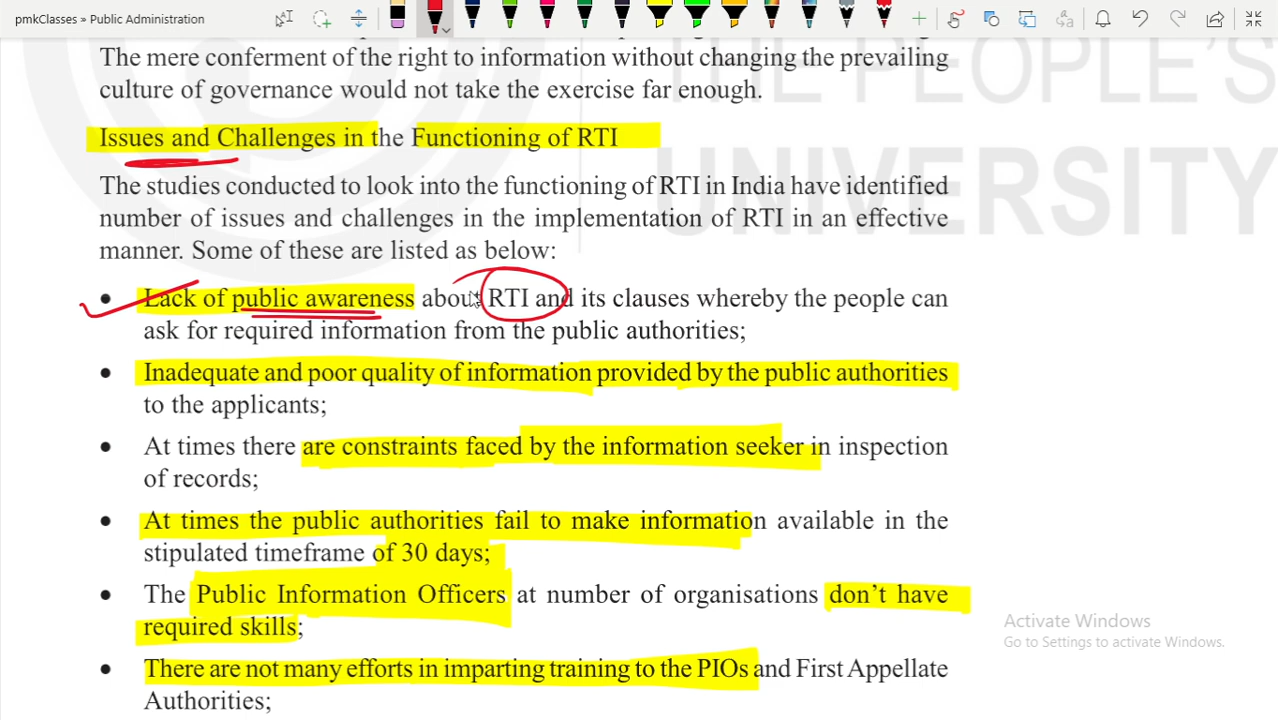 pmkClasses » Public Administration
The mere conferment of the right to information without changing the prevailing
culture of governance would not take the exercise far enough.
THE PEOPLE'S
UNIVERSITY
Issues and Challenges in the Functioning of RTI
The studies conducted to look into the functioning of RTI in India have identified
number of issues and challenges in the implementation of RTI in an effective
manner. Some of these are listed as below:
• Lack of public awareness about RTI and its clauses whereby the people can
ask for required information from the public authorities;
• Inadequate and poor quality of information provided by the public authorities
to the applicants;
• At times there are constraints faced by the information seeker in inspection
of records;
• At times the public authorities fail to make information available in the
stipulated timeframe of 30 days;
• The Public Information Officers at number of organisations don't have
required skills;
• There are not many efforts in imparting training to the PIOs and First Appellate
Authorities;
Activate Windows
Go to Settings to activate Windows.